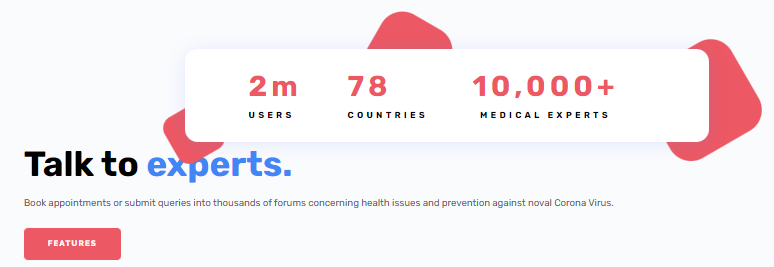 2m 78 10,000+
USERS COUNTRIES MEDICAL EXPERTS
Talk to experts.
Book appointments or submit queries into thousands of forums concerning health issues and prevention against noval Corona Virus.
FEATURES